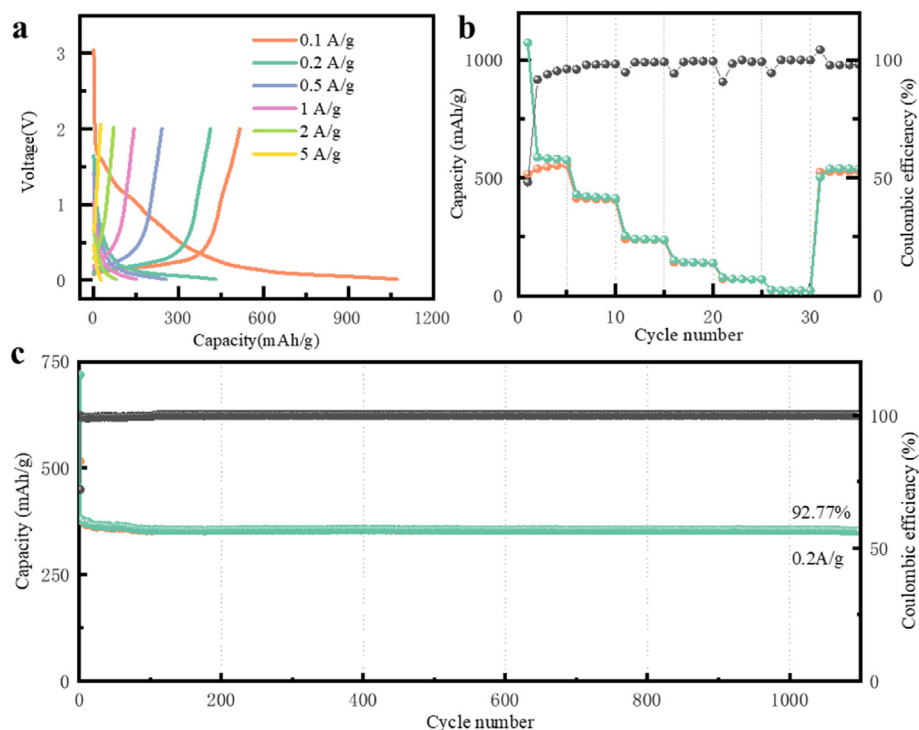 a
3
2
1
0
Voltage(V)
0.1 A/g
0.2 A/g
0.5 A/g
1 A/g
2 A/g
5 A/g
0
300
600
900
1200
Capacity(mAh/g)
b
1000
500
0
Capacity (mAh/g)
100
50
0
Coulombic efficiency (%)
0
10
20
30
Cycle number
c
750
500
250
0
Capacity (mAh/g)
100
50
0
Coulombic efficiency (%)
92.77%
0.2A/g
0
200
400
600
800
1000
Cycle number